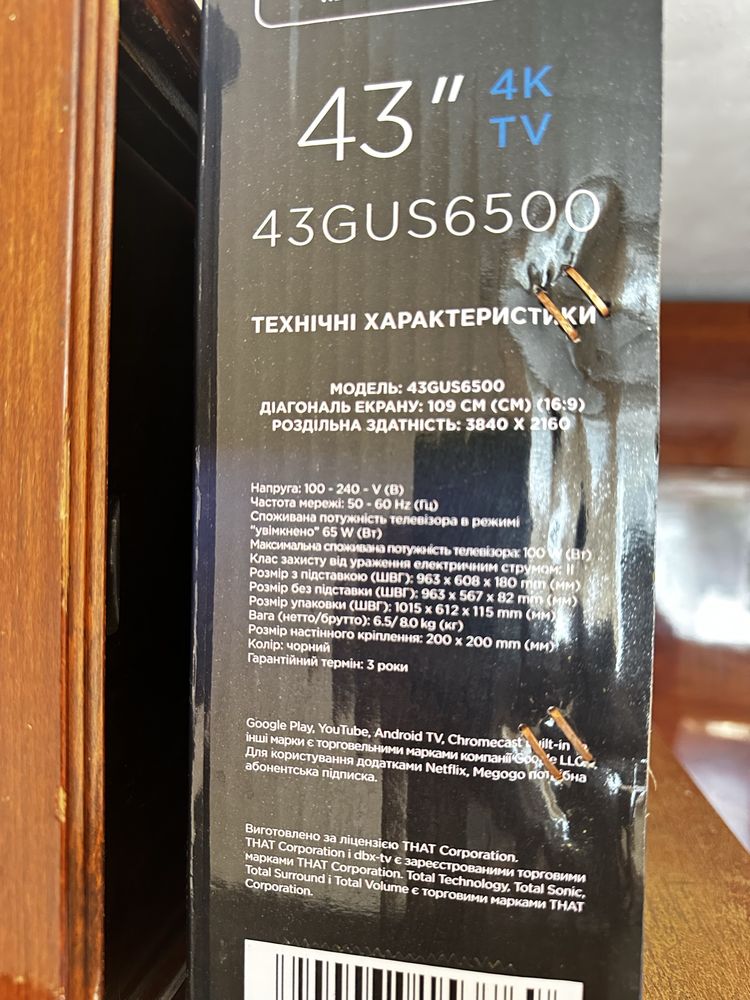 43" 4K
TV
43GUS6500
ТЕХНІЧНІ ХАРАКТЕРИСТИКИ
МОДЕЛЬ: 43GUS6500
ДІАГОНАЛЬ ЕКРАНУ: 109 СМ (CM) (16:9)
РОЗДІЛЬНА ЗДАТНІСТЬ: 3840 X 2160
Напруга: 100 - 240 - V (В)
Частота мережі: 50 - 60 Hz (Гц)
Споживана потужність телевізора в режимі
"увімкнено" 65 W (Вт)
Максимальна споживана потужність телевізора: 100 W (Вт)
Клас захисту від ураження електричним струмом: II
Розмір з підставкою (ШВГ): 963 x 608 x 180 mm (мм)
Розмір без підставки (ШВГ): 963 x 567 x 82 mm (мм)
Розмір упаковки (ШВГ): 1015 x 612 x 115 mm (мм)
Вага (нетто/брутто): 6.5/8.0 kg (кг)
Розмір настінного кріплення: 200 x 200 mm (мм)
Колір: чорний
Гарантійний термін: 3 роки
Google Play, YouTube, Android TV, Chromecast built-in
інші марки є торговельними марками компанії Google LLC.
Для користування додатками Netflix, Megogo потрібна
абонентська підписка.
Виготовлено за ліцензією THAT Corporation.
THAT Corporation і dbx-tv є зареєстрованими торговими
марками THAT Corporation. Total Technology, Total Sonic,
Total Surround і Total Volume є торговими марками THAT
Corporation.